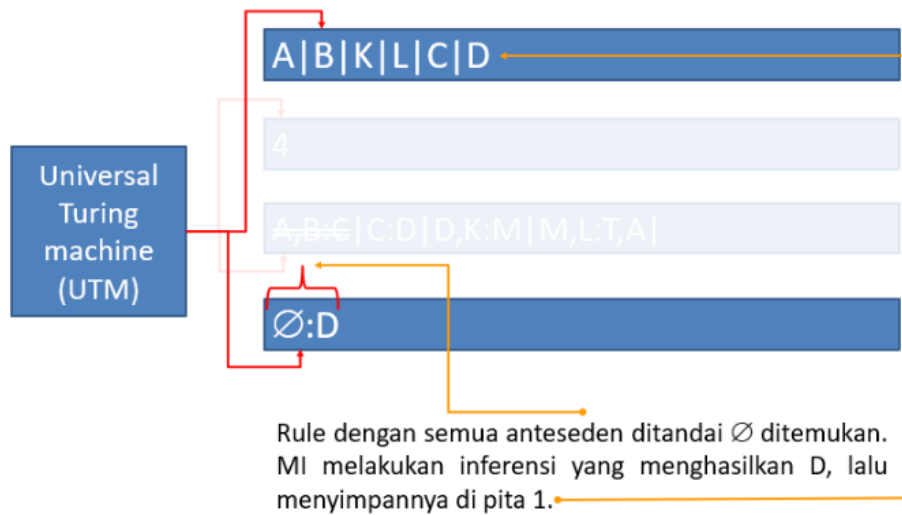 A|B|K|L|C|D
4
Universal
Turing
machine
(UTM)
A,B:C|C:D|D,K:M|M,L:T,A|
∅:D
Rule dengan semua anteseden ditandai ∅ ditemukan.
MI melakukan inferensi yang menghasilkan D, lalu
menyimpannya di pita 1.